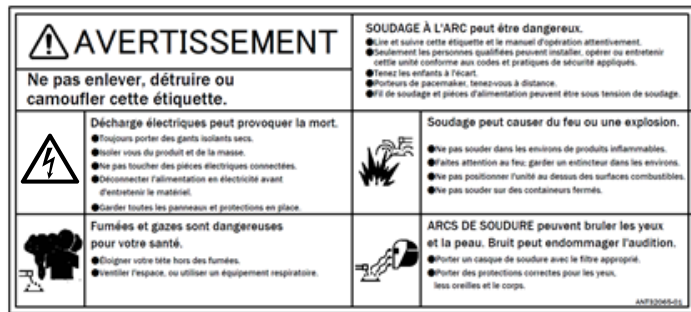 AVERTISSEMENT
Ne pas enlever, détruire ou
camoufler cette étiquette.
SOUDAGE À L'ARC peut être dangereux.
●Lire et suivre cette étiquette et le manuel d'opération attentivement.
●Seulement les personnes qualifiées peuvent installer, opérer ou entretenir
cette unité conforme aux codes et pratiques de sécurité appliqués.
●Tenez les enfants à l'écart.
●Porteurs de pacemaker, tenez-vous à distance.
●Fil de soudage et pièces d'alimentation peuvent être sous tension de soudage.
Décharge électriques peut provoquer la mort.
●Toujours porter des gants isolants secs.
●Isoler vous du produit et de la masse.
●Ne pas toucher des pièces électriques connectées.
●Déconnecter l'alimentation en électricité avant
d'entretenir le matériel.
●Garder toutes les panneaux et protections en place.
Soudage peut causer du feu ou une explosion.
●Ne pas souder dans les environs de produits inflammables.
●Faites attention au feu; garder un extincteur dans les environs.
●Ne pas positionner l'unité au dessus des surfaces combustibles.
●Ne pas souder sur des containeurs fermés.
Fumées et gazes sont dangereuses
pour votre santé.
●Éloigner votre tête hors des fumées.
●Ventiler l'espace, ou utiliser un équipement respiratoire.
ARCS DE SOUDURE peuvent bruler les yeux
et la peau. Bruit peut endommager l'audition.
●Porter un casque de soudure avec le filtre approprié.
●Porter des protections correctes pour les yeux,
less oreilles et le corps.
ANT32065-01